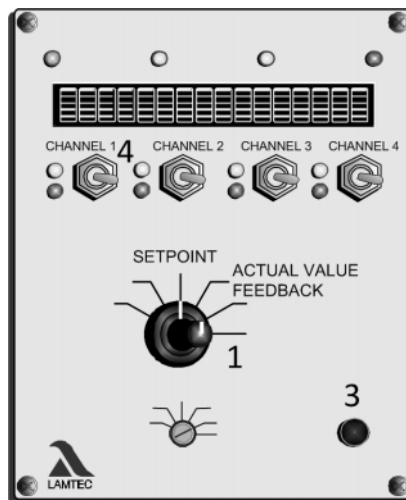 CHANNEL 1
4
CHANNEL 2
CHANNEL 3
CHANNEL 4
SETPOINT
ACTUAL VALUE
FEEDBACK
1
3
LAMTEC